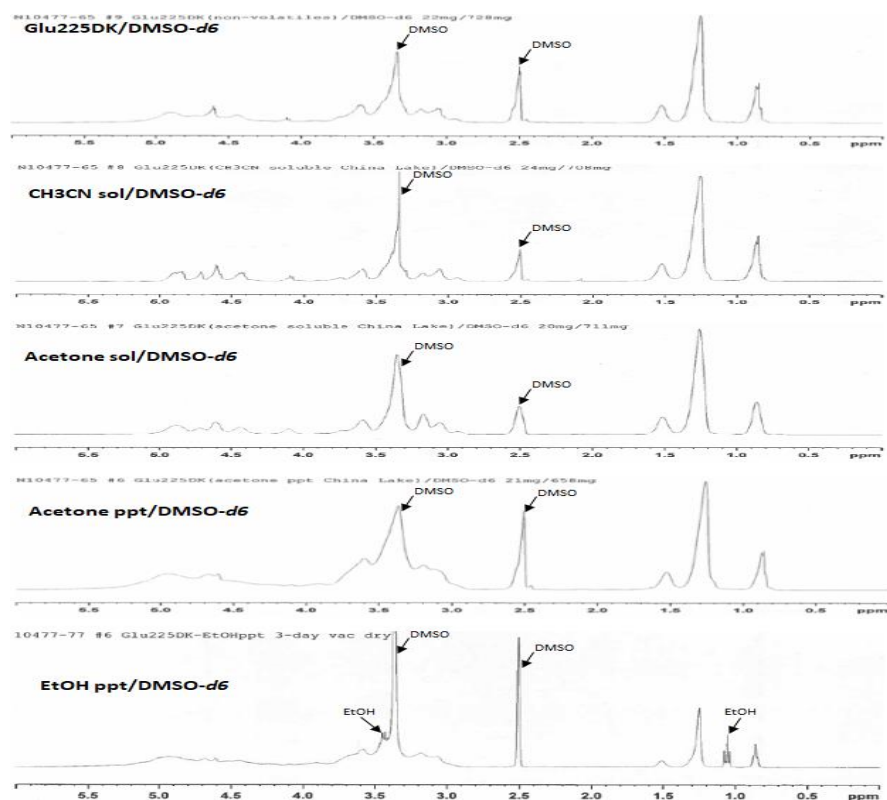 N10477-65 #9 Glu225DK(non-volatiles)/DMSO-d6 22mg/728mg
Glu225DK/DMSO-d6
DMSO
DMSO
5.5 5.0 4.5 4.0 3.5 3.0 2.5 2.0 1.5 1.0 ppm
N10477-65 #8 Glu225DK(CH3CN soluble China Lake)/DMSO-d6 24mg/708mg
DMSO
CH3CN sol/DMSO-d6
DMSO
5.5 5.0 4.5 4.0 3.5 3.0 2.5 2.0 1.5 1.0 ppm
N10477-65 #7 Glu225DK(acetone soluble China Lake)/DMSO-d6 20mg/711mg
DMSO
Acetone sol/DMSO-d6
DMSO
5.5 5.0 4.5 4.0 3.5 3.0 2.5 2.0 1.5 1.0 ppm
N10477-65 #6 Glu225DK(acetone ppt China Lake)/DMSO-d6 21mg/658mg
DMSO DMSO
Acetone ppt/DMSO-d6
5.5 5.0 4.5 4.0 3.5 3.0 2.5 2.0 1.5 1.0 ppm
10477-77 #6 Glu225DK-EtOHppt 3-day vac dry
DMSO
DMSO
EtOH ppt/DMSO-d6
EtOH EtOH
5.5 5.0 4.5 4.0 3.5 3.0 2.5 2.0 1.5 1.0 ppm